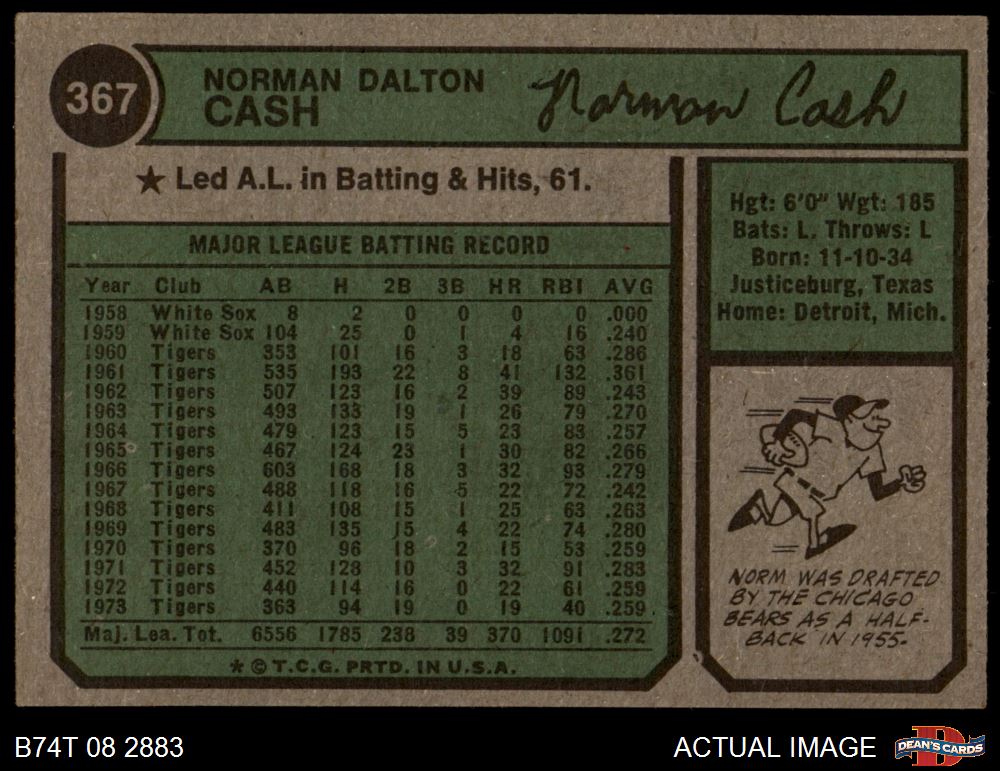 367
NORMAN DALTON
CASH
Norman Cash
★ Led A.L. in Batting & Hits, 61.
MAJOR LEAGUE BATTING RECORD
Year Club AB H 2B 3B HR RBI AVG
1958 White Sox 8 2 0 0 0 0 .000
1959 White Sox 104 25 0 1 4 16 .240
1960 Tigers 353 101 16 3 18 63 .286
1961 Tigers 535 193 22 8 41 132 .361
1962 Tigers 507 123 16 2 39 89 .243
1963 Tigers 493 133 19 1 26 79 .270
1964 Tigers 479 123 15 5 23 83 .257
1965 Tigers 467 124 23 1 30 82 .266
1966 Tigers 603 168 18 3 32 93 .279
1967 Tigers 488 118 16 5 22 72 .242
1968 Tigers 411 108 15 1 25 63 .263
1969 Tigers 483 135 15 4 22 74 .280
1970 Tigers 370 96 18 2 15 53 .259
1971 Tigers 452 128 10 3 32 91 .283
1972 Tigers 440 114 16 0 22 61 .259
1973 Tigers 363 94 19 0 19 40 .259
Maj. Lea. Tot. 6556 1785 238 39 370 1091 .272
* © T.C.G. PRTD. IN U.S.A.
Hgt: 6'0" Wgt: 185
Bats: L. Throws: L
Born: 11-10-34
Justiceburg, Texas
Home: Detroit, Mich.
NORM WAS DRAFTED
BY THE CHICAGO
BEARS AS A HALF-
BACK IN 1955.
B74T 08 2883
ACTUAL IMAGE
D
DEAN'S CARDS